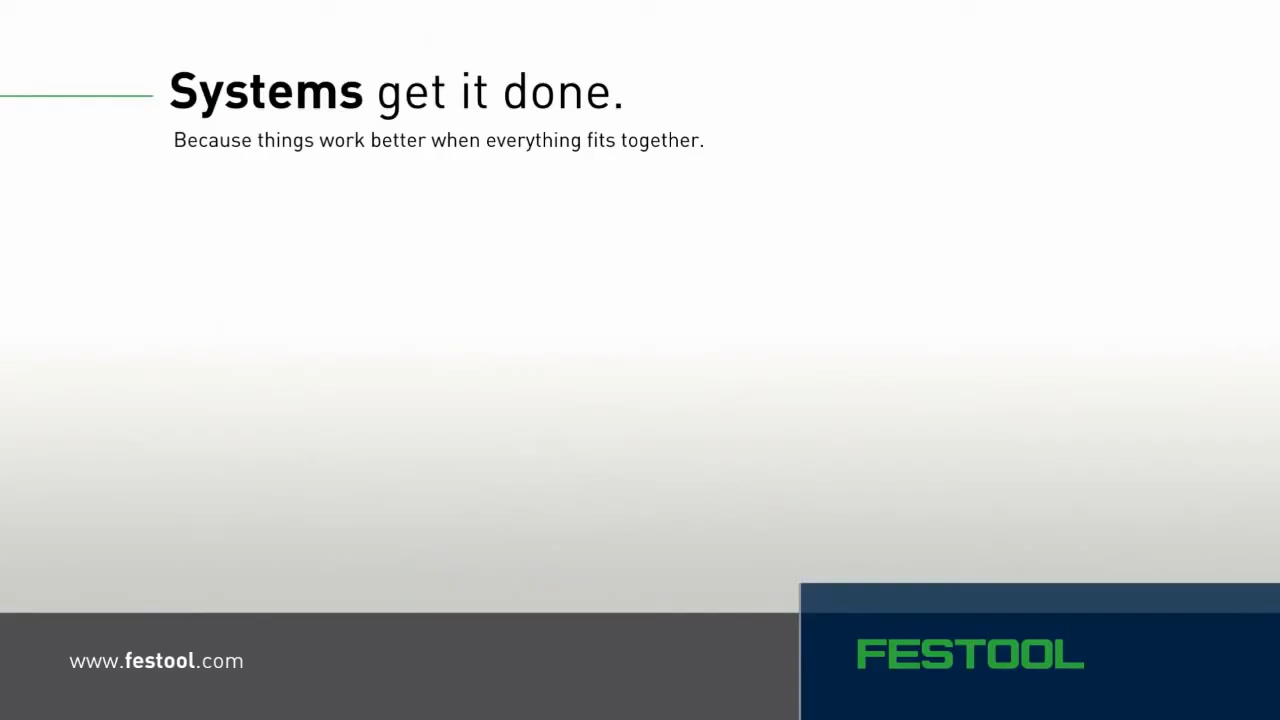 Systems get it done.
Because things work better when everything fits together.
www.festool.com
FESTOOL